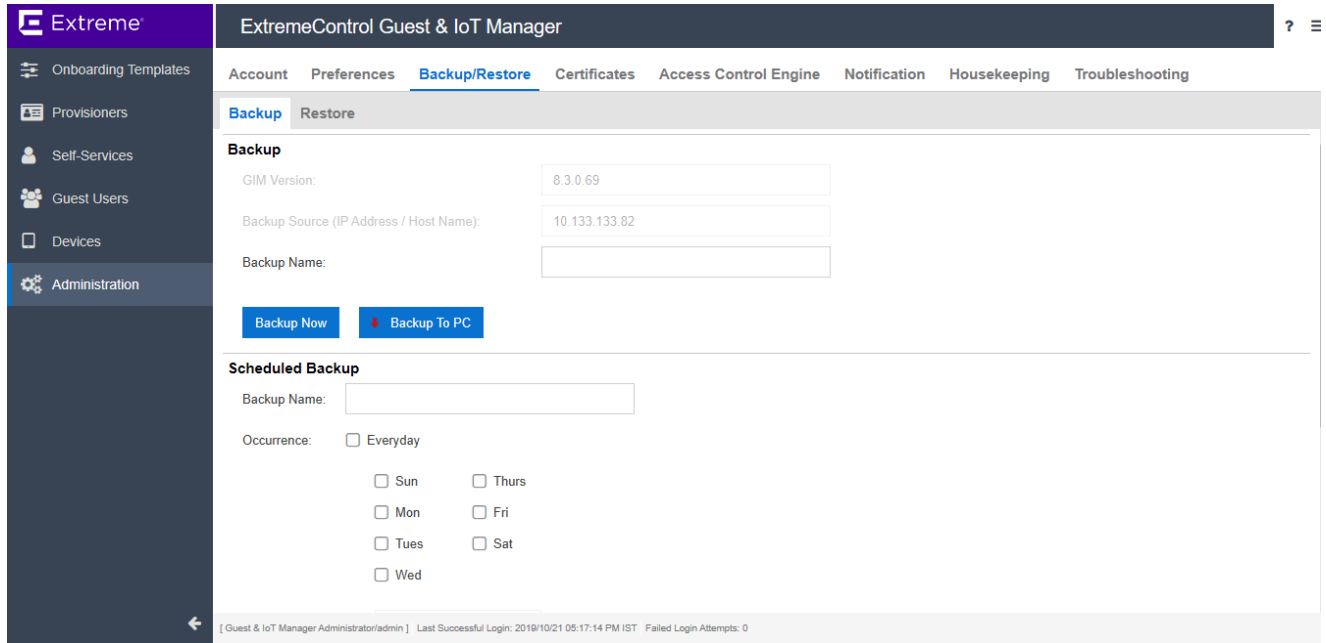 Extreme
ExtremeControl Guest & IoT Manager
?
Onboarding Templates
Provisioners
Self-Services
Guest Users
Devices
Administration
Account Preferences Backup/Restore Certificates Access Control Engine Notification Housekeeping Troubleshooting
Backup Restore
Backup
GIM Version: 8.3.0.69
Backup Source (IP Address / Host Name): 10.133.133.82
Backup Name:
Backup Now Backup To PC
Scheduled Backup
Backup Name:
Occurrence: Everyday
Sun Thurs
Mon Fri
Tues Sat
Wed
[ Guest & IoT Manager Administrator/admin ] Last Successful Login: 2019/10/21 05:17:14 PM IST Failed Login Attempts: 0